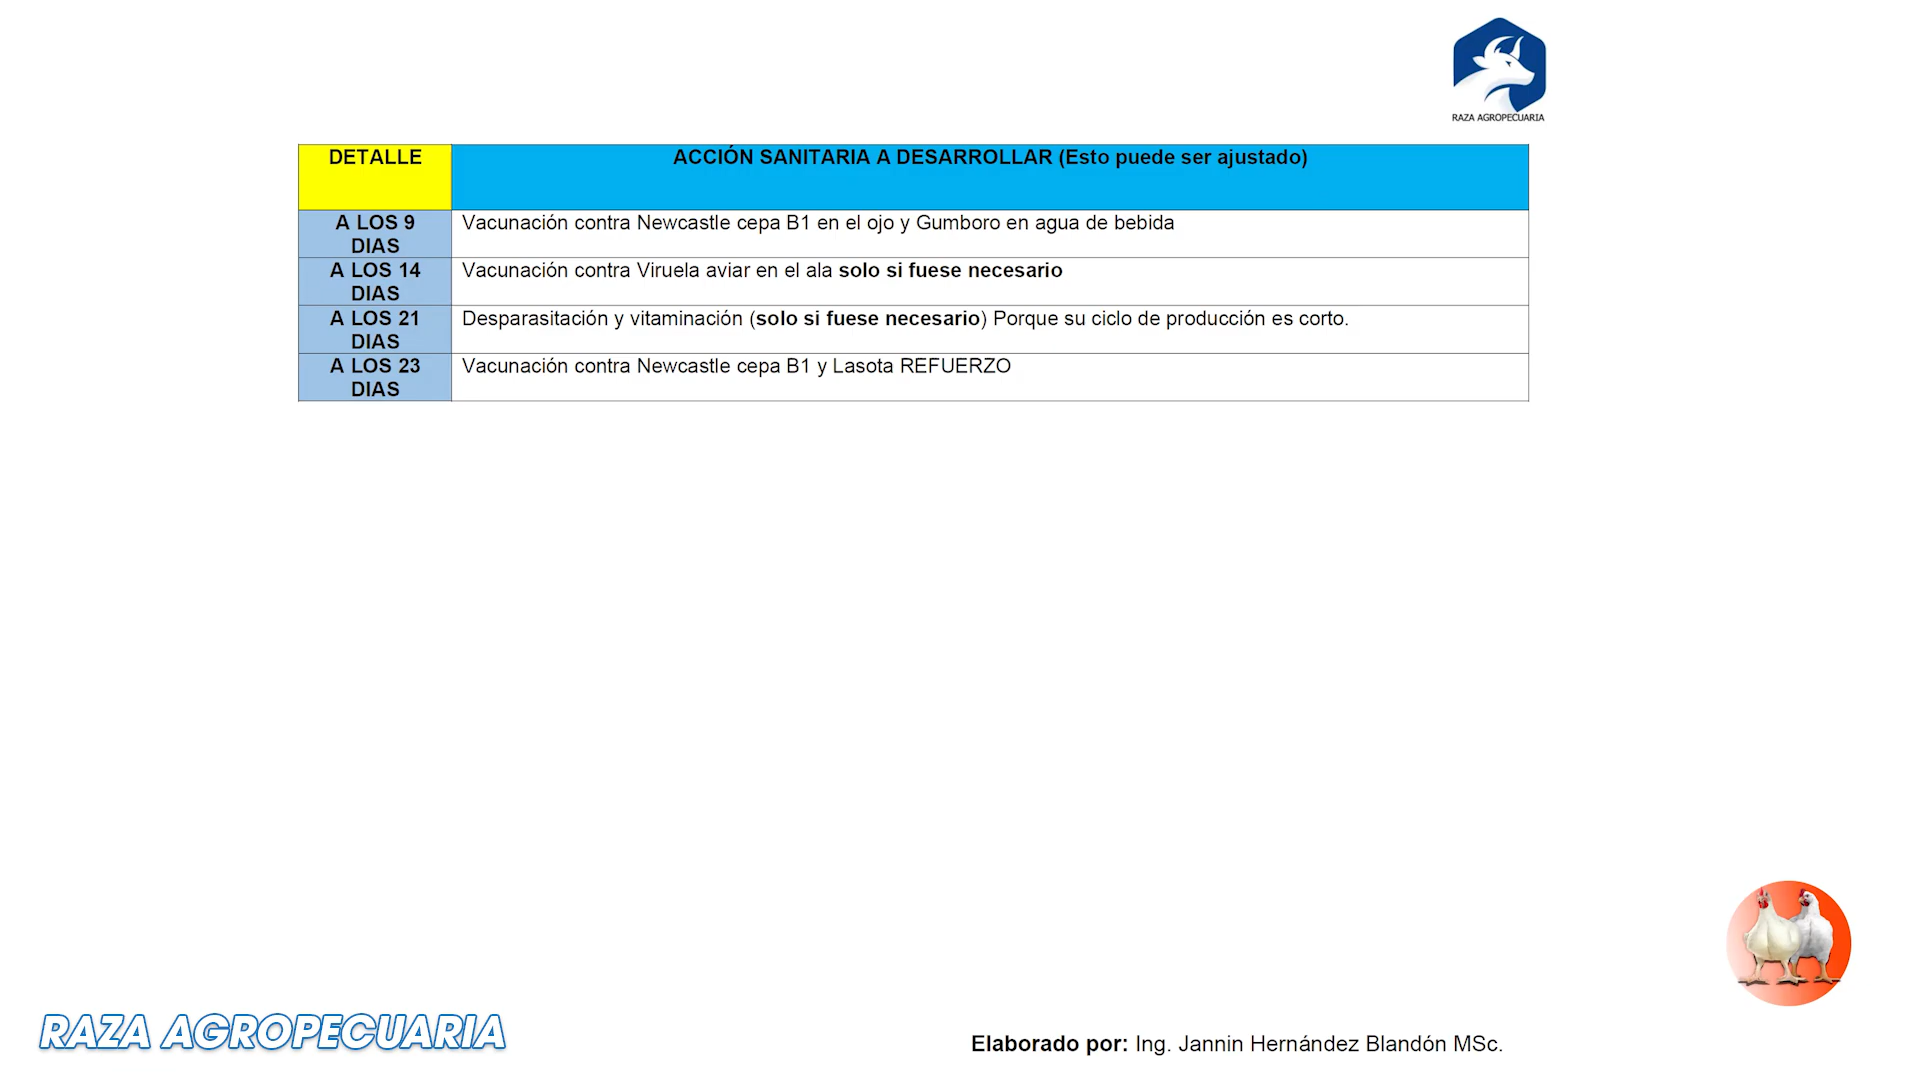 RAZA AGROPECUARIA
DETALLE
ACCIÓN SANITARIA A DESARROLLAR (Esto puede ser ajustado)
A LOS 9
DIAS
Vacunación contra Newcastle cepa B1 en el ojo y Gumboro en agua de bebida
A LOS 14
DIAS
Vacunación contra Viruela aviar en el ala solo si fuese necesario
A LOS 21
DIAS
Desparasitación y vitaminación (solo si fuese necesario) Porque su ciclo de producción es corto.
A LOS 23
DIAS
Vacunación contra Newcastle cepa B1 y Lasota REFUERZO
RAZA AGROPECUARIA
Elaborado por: Ing. Jannin Hernández Blandón MSc.